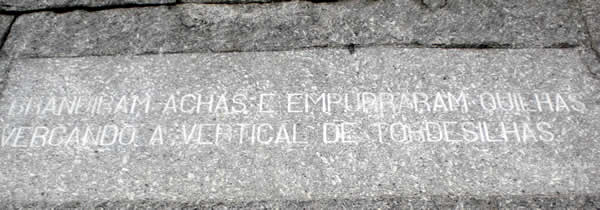 BRANDIRAM ACHAS E EMPURRARAM QUILHAS
VERGANDO A VERTICAL DE TORDESILHAS.